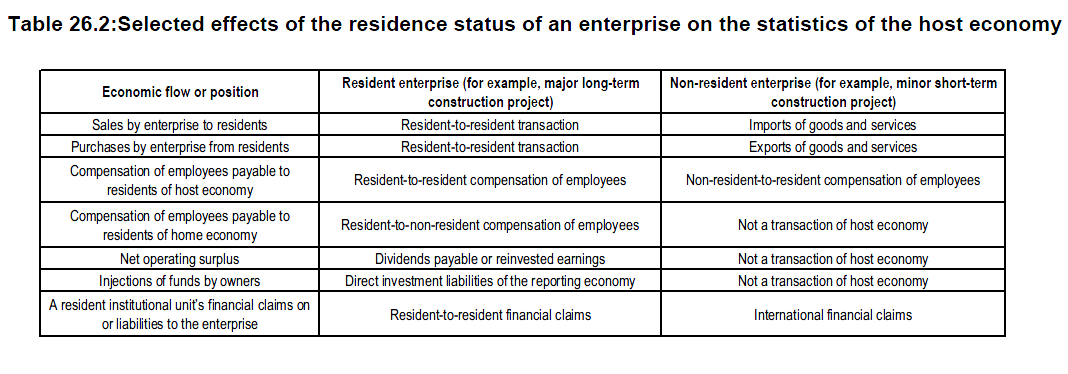 Table 26.2:Selected effects of the residence status of an enterprise on the statistics of the host economy
Economic flow or position
Resident enterprise (for example, major long-term
construction project)
Non-resident enterprise (for example, minor short-term
construction project)
Sales by enterprise to residents
Resident-to-resident transaction
Imports of goods and services
Purchases by enterprise from residents
Resident-to-resident transaction
Exports of goods and services
Compensation of employees payable to
residents of host economy
Resident-to-resident compensation of employees
Non-resident-to-resident compensation of employees
Compensation of employees payable to
residents of home economy
Resident-to-non-resident compensation of employees
Not a transaction of host economy
Net operating surplus
Dividends payable or reinvested earnings
Not a transaction of host economy
Injections of funds by owners
Direct investment liabilities of the reporting economy
Not a transaction of host economy
A resident institutional unit's financial claims on
or liabilities to the enterprise
Resident-to-resident financial claims
International financial claims